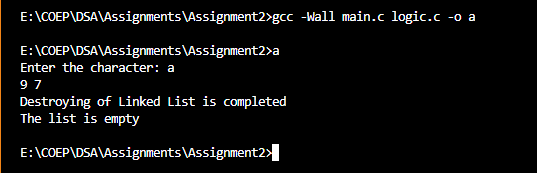 E:\COEP\DSA\Assignments\Assignment2>gcc -Wall main.c logic.c -o a
E:\COEP\DSA\Assignments\Assignment2>a
Enter the character: a
9 7
Destroying of Linked List is completed
The list is empty
E:\COEP\DSA\Assignments\Assignment2>